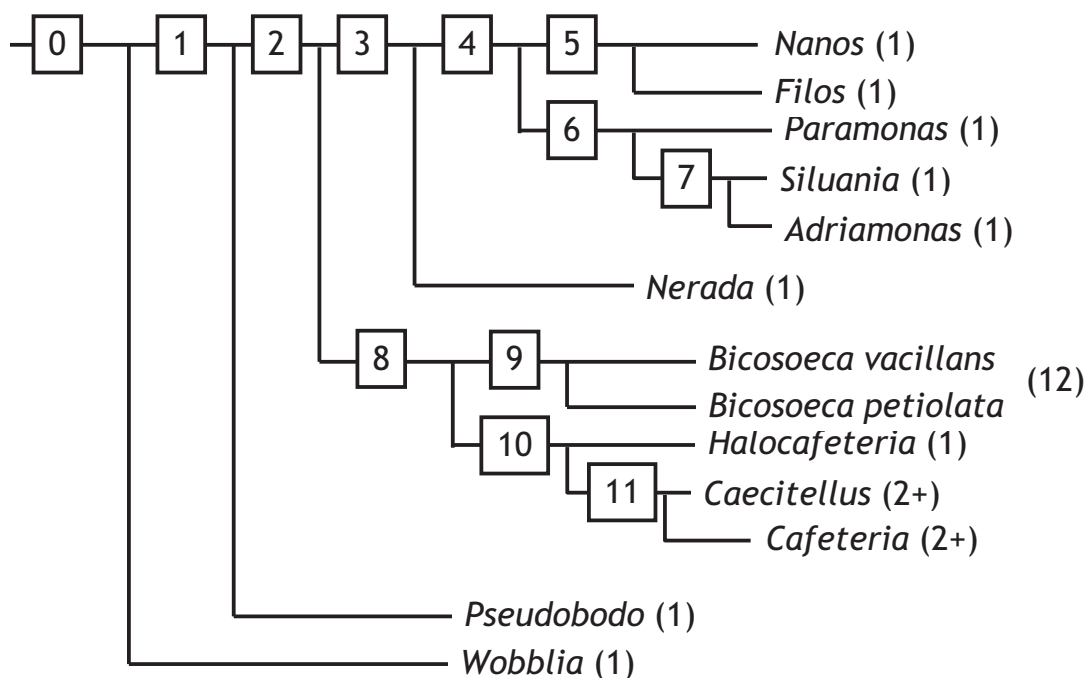 0 1 2 3 4 5 Nanos (1)
Filos (1)
6 Paramonas (1)
7 Siluania (1)
Adriamonas (1)
Nerada (1)
8 9 Bicosoeca vacillans
(12)
Bicosoeca petiolata
10 Halocafeteria (1)
11 Caecitellus (2+)
Cafeteria (2+)
Pseudobodo (1)
Wobblia (1)